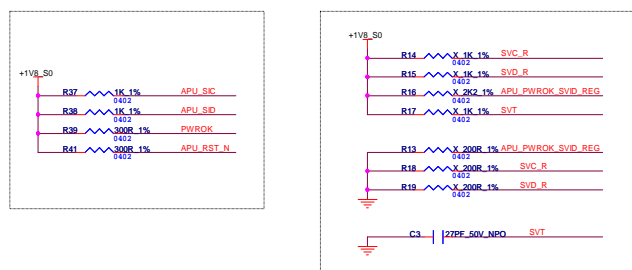 +1V8_S0
R37 1K_1% APU_SIC
0402
R38 1K_1% APU_SID
0402
R39 300R_1% PWROK
0402
R41 300R_1% APU_RST_N
0402
+1V8_S0
R14 X_1K_1% SVC_R
0402
R15 X_1K_1% SVD_R
0402
R16 X_2K2_1% APU_PWROK_SVID_REG
0402
R17 X_1K_1% SVT
0402
R13 X_200R_1% APU_PWROK_SVID_REG
0402
R18 X_200R_1% SVC_R
0402
R19 X_200R_1% SVD_R
0402
C3 27PF_50V_NPO SVT